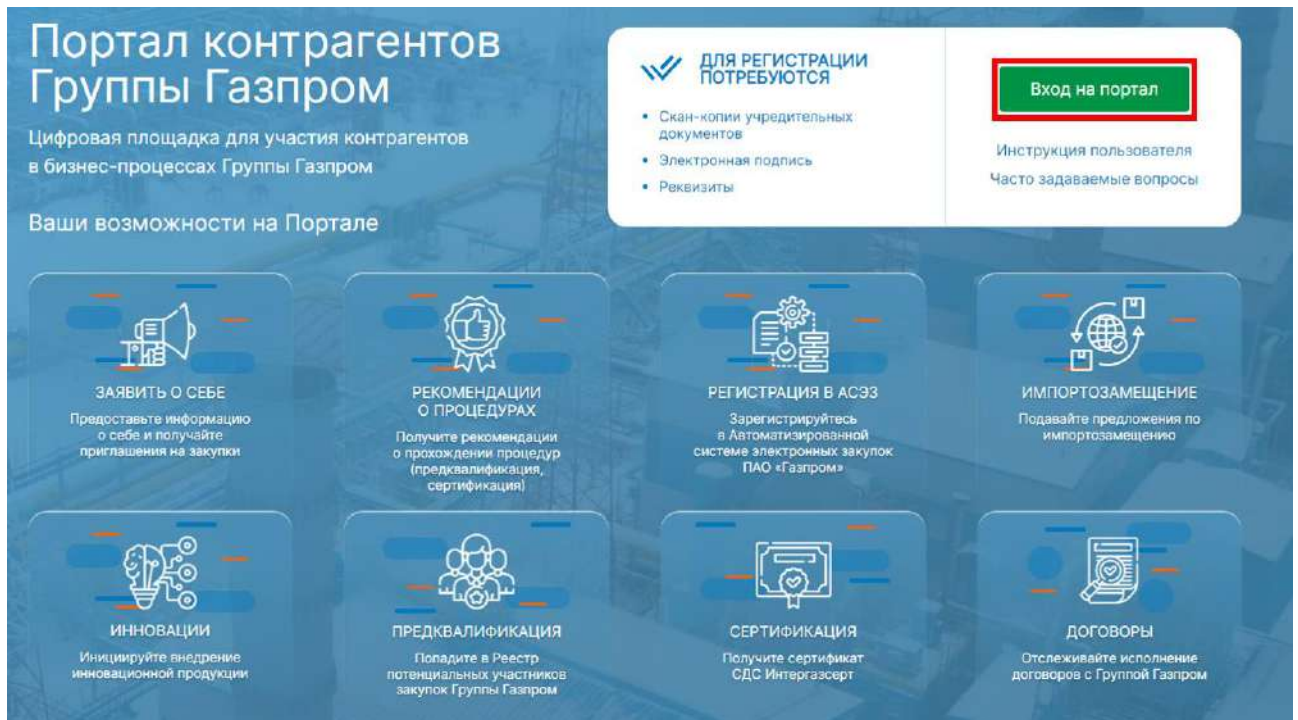 Портал контрагентов
Группы Газпром
Цифровая площадка для участия контрагентов
в бизнес-процессах Группы Газпром
Ваши возможности на Портале
ДЛЯ РЕГИСТРАЦИИ
ПОТРЕБУЮТСЯ
• Скан-копии учредительных
документов
• Электронная подпись
• Реквизиты
Вход на портал
Инструкция пользователя
Часто задаваемые вопросы
ЗАЯВИТЬ О СЕБЕ
Предоставьте информацию
о себе и получайте
приглашения на закупки
РЕКОМЕНДАЦИИ
О ПРОЦЕДУРАХ
Получите рекомендации
о прохождении процедур
(предквалификация,
сертификация)
РЕГИСТРАЦИЯ В АСЭЗ
Зарегистрируйтесь
в Автоматизированной
системе электронных закупок
ПАО «Газпром»
ИМПОРТОЗАМЕЩЕНИЕ
Подавайте предложения по
импортозамещению
ИННОВАЦИИ
Инициируйте внедрение
инновационной продукции
ПРЕДКВАЛИФИКАЦИЯ
Попадите в Реестр
потенциальных участников
закупок Группы Газпром
СЕРТИФИКАЦИЯ
Получите сертификат
СДС Интергазсерт
ДОГОВОРЫ
Отслеживайте исполнение
договоров с Группой Газпром